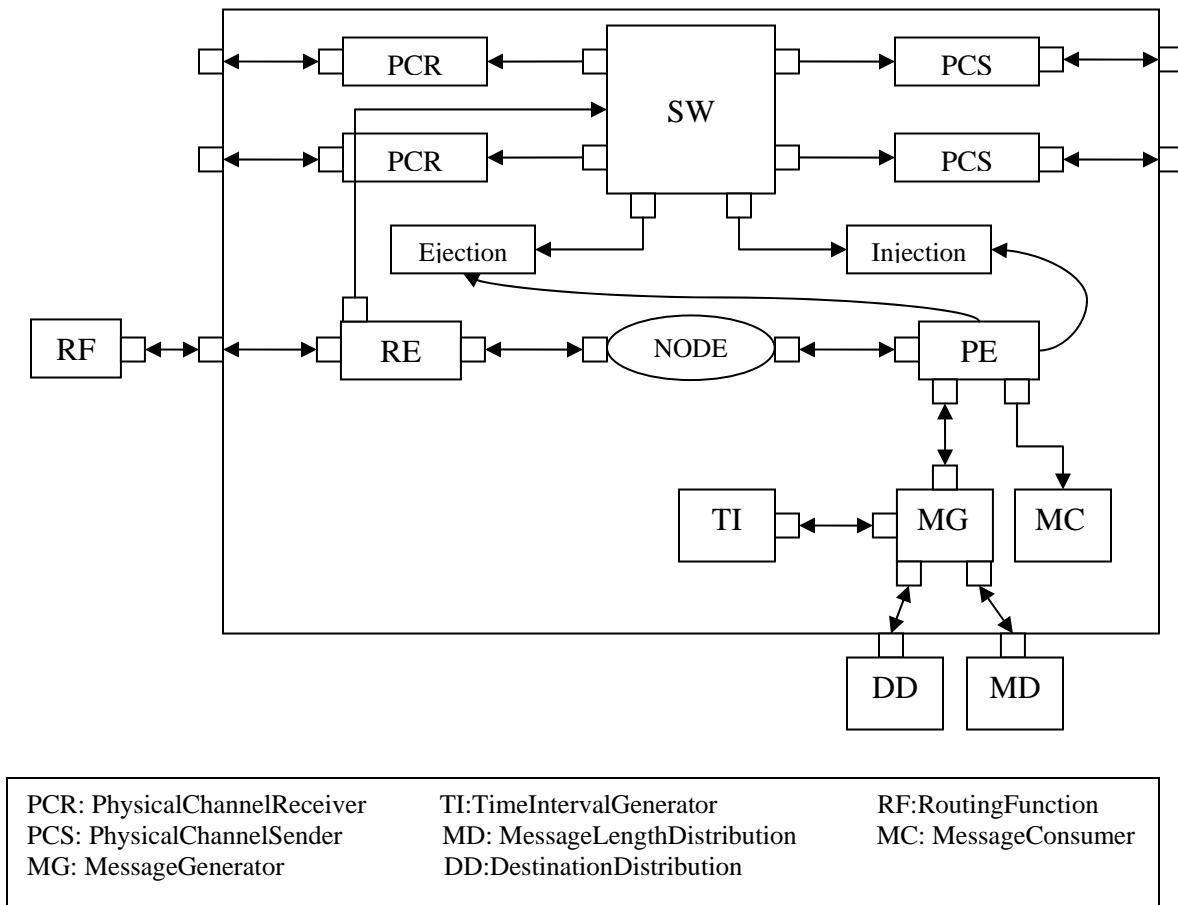 PCR
SW
PCS
PCR
PCS
Ejection
Injection
RF
RE
NODE
PE
TI
MG
MC
DD
MD
PCR: PhysicalChannelReceiver TI:TimeIntervalGenerator RF:RoutingFunction
PCS: PhysicalChannelSender MD: MessageLengthDistribution MC: MessageConsumer
MG: MessageGenerator DD:DestinationDistribution